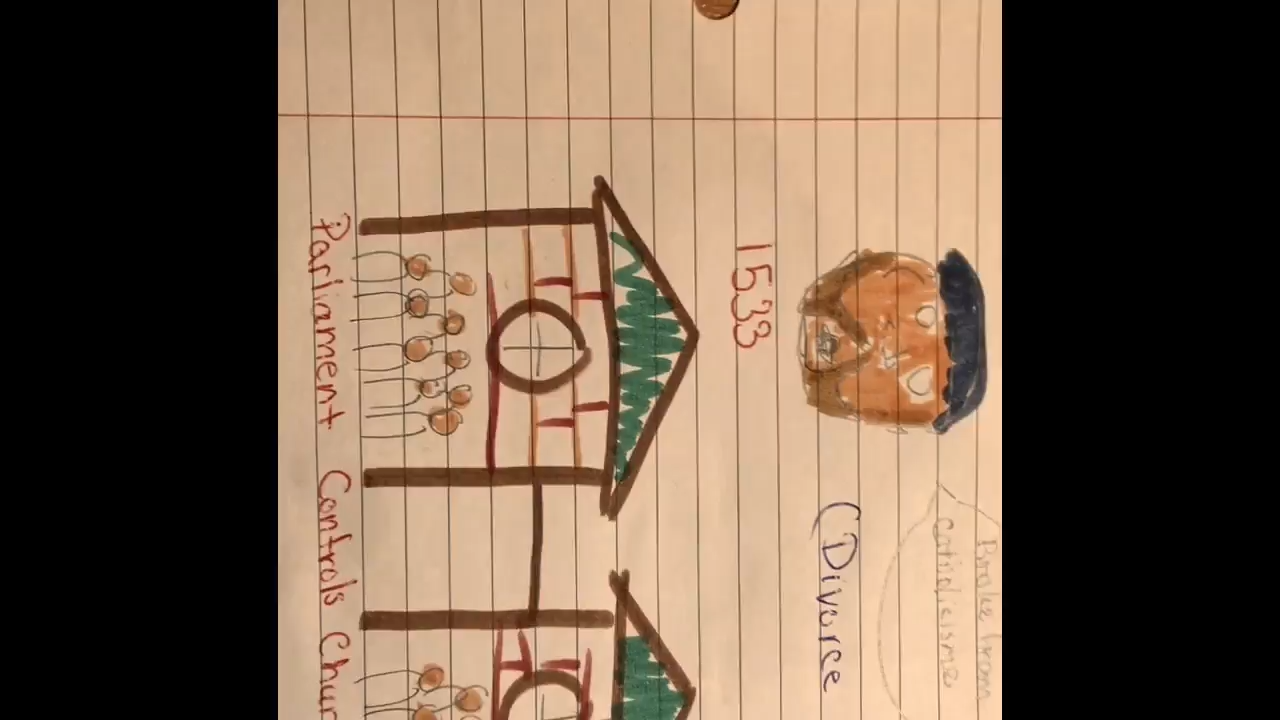 Broke from
catholicisme
(Divorce
1533
Parliament Controls Chur